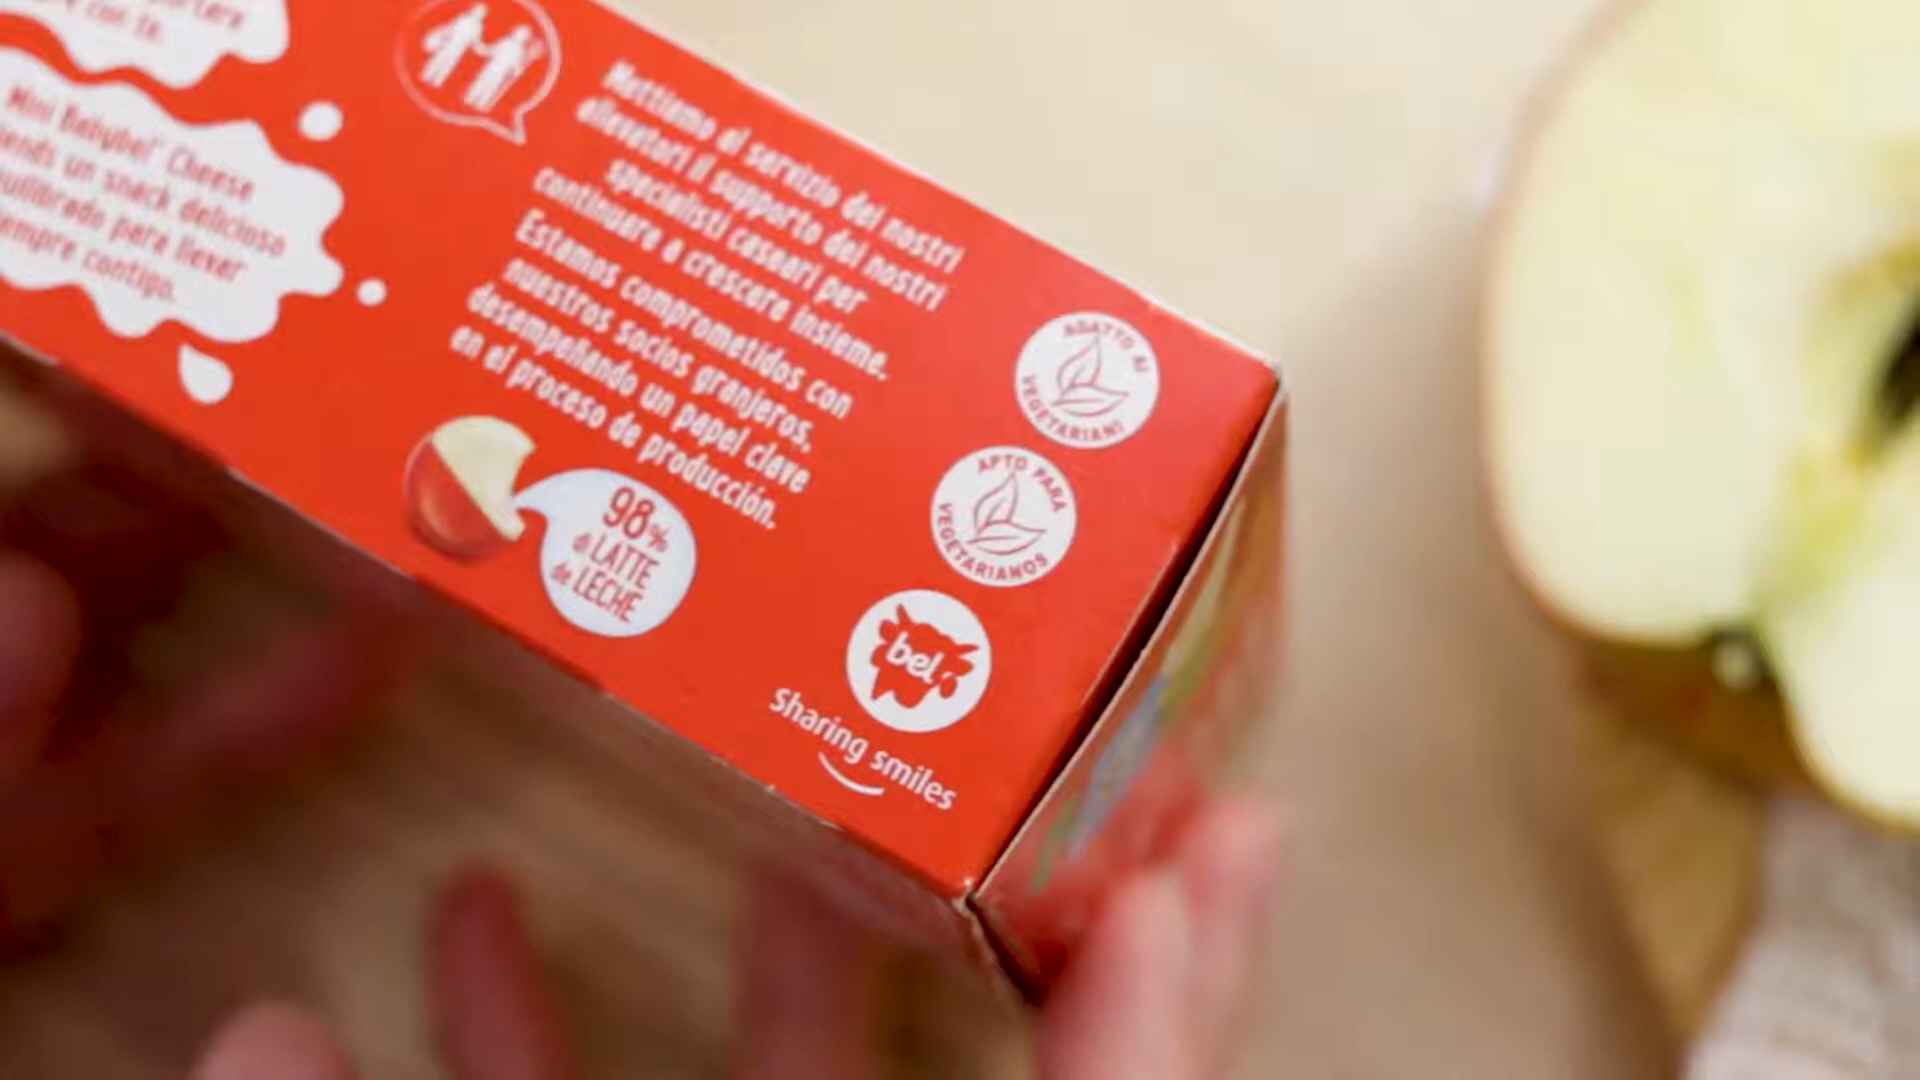 con te.
Mini Babybel® Cheese
un snack delicioso
para llevar
contigo.
Mettiamo al servizio dei nostri
allevatori il supporto dei nostri
specialisti caseari per
continuare a crescere insieme.
Estamos comprometidos con
nuestros socios granjeros,
desempeñando un papel clave
en el proceso de producción.
98%
di LATTE
de LECHE
ADATTO AI
VEGETARIANI
APTO PARA
VEGETARIANOS
bel
Sharing smiles